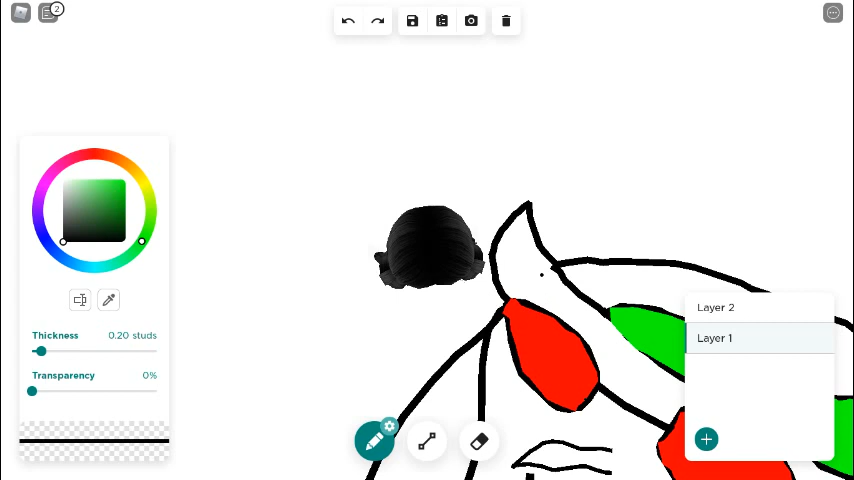 2
Layer 2
Layer 1
Thickness 0.20 studs
Transparency 0%